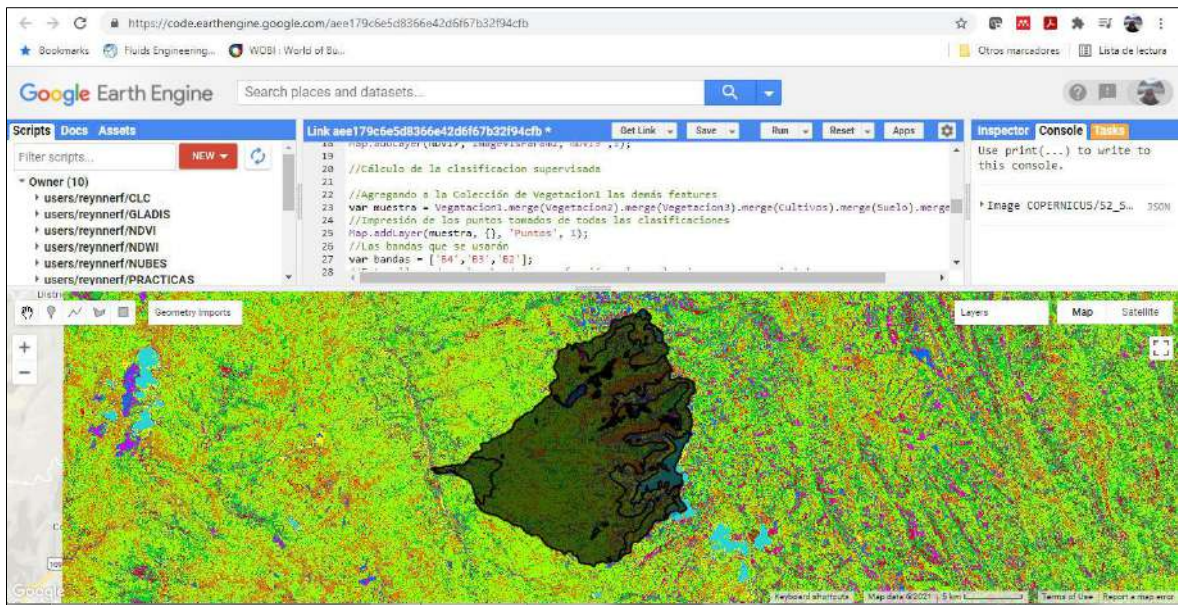 https://code.earthengine.google.com/aee179c6e5d8366e42d6f67b32f94cfb
Bookmarks Fluids Engineering... WOBI : World of Bu... Otros marcadores Lista de lectura
Google Earth Engine Search places and datasets...
Scripts Docs Assets
Filter scripts... NEW
Owner (10)
users/reynnerf/CLC
users/reynnerf/GLADIS
users/reynnerf/NDVI
users/reynnerf/NDWI
users/reynnerf/NUBES
users/reynnerf/PRACTICAS
Link aee179c6e5d8366e42d6f67b32f94cfb * Get Link Save Run Reset Apps
18
19
20 //Cálculo de la clasificacion supervisada
21
22 //Agregando a la Colección de Vegetacion1 las demás features
23 var muestra = Vegetacion1.merge(Vegetacion2).merge(Vegetacion3).merge(Cultivos).merge(Suelo).merge
24 //Impresión de los puntos tomados de todas las clasificaciones
25 Map.addLayer(muestra, {}, 'Puntos', 1);
26 //Las bandas que se usarán
27 var bandas = ['B4','B3','B2'];
28
Inspector Console Tasks
Use print(...) to write to
this console.
Image COPERNICUS/S2_S... JSON
Geometry Imports
Layers Map Satellite
+
−
Google
Keyboard shortcuts Map data ©2021 5 km Terms of Use Report a map error